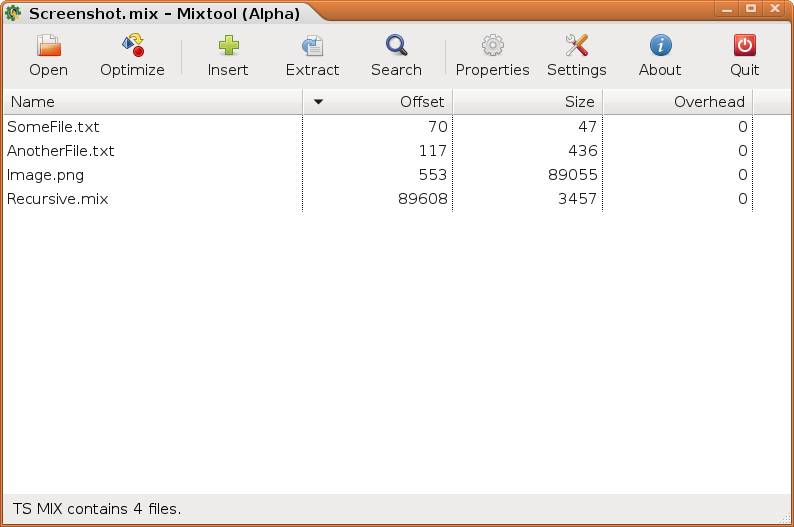 Screenshot.mix – Mixtool (Alpha)
Open Optimize Insert Extract Search Properties Settings About Quit
Name Offset Size Overhead
SomeFile.txt 70 47 0
AnotherFile.txt 117 436 0
Image.png 553 89055 0
Recursive.mix 89608 3457 0
TS MIX contains 4 files.